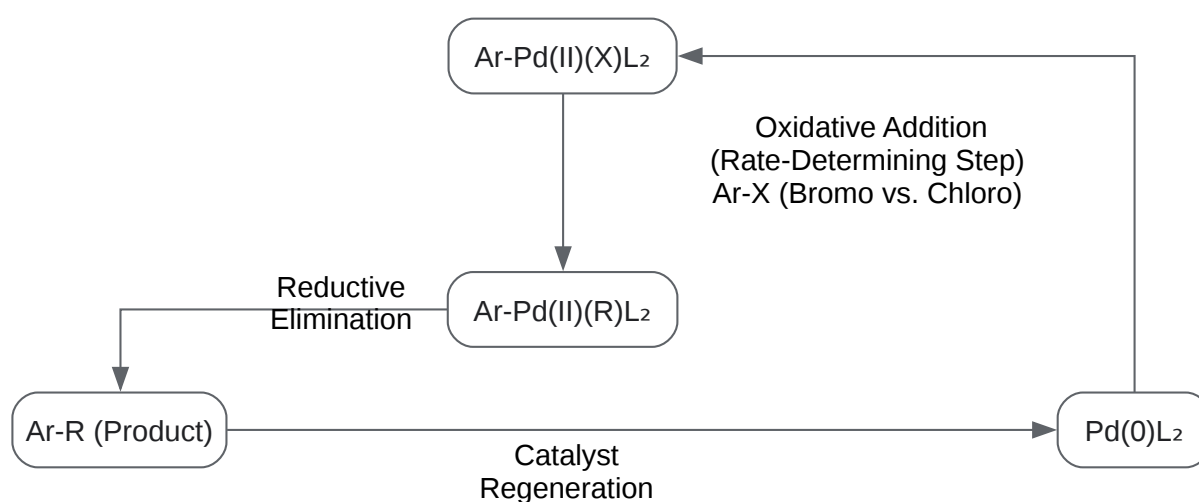 Ar-Pd(II)(X)L₂
Oxidative Addition
(Rate-Determining Step)
Ar-X (Bromo vs. Chloro)
Reductive
Elimination
Ar-Pd(II)(R)L₂
Ar-R (Product)
Pd(0)L₂
Catalyst
Regeneration